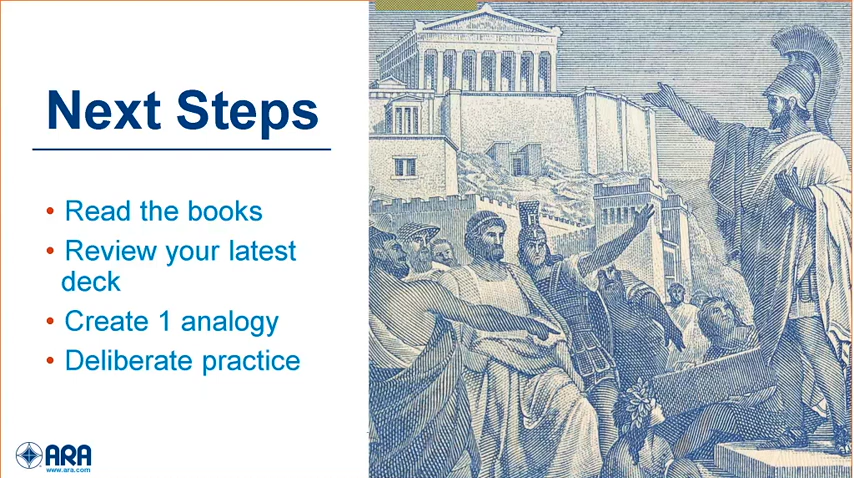 Next Steps
• Read the books
• Review your latest
deck
• Create 1 analogy
• Deliberate practice
ARA
www.ara.com